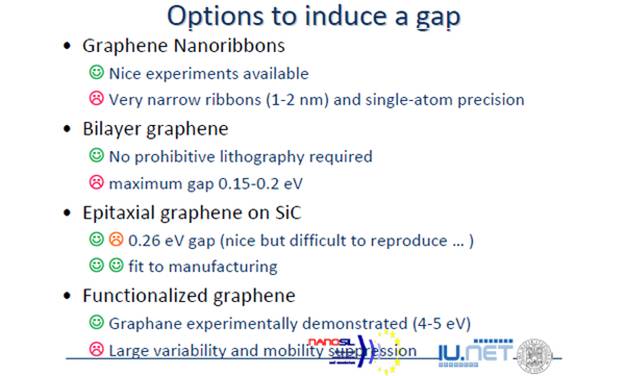 Options to induce a gap
• Graphene Nanoribbons
Nice experiments available
Very narrow ribbons (1-2 nm) and single-atom precision
• Bilayer graphene
No prohibitive lithography required
maximum gap 0.15-0.2 eV
• Epitaxial graphene on SiC
0.26 eV gap (nice but difficult to reproduce ... )
fit to manufacturing
• Functionalized graphene
Graphane experimentally demonstrated (4-5 eV)
Large variability and mobility suppression
NANOSIL
IU.NET